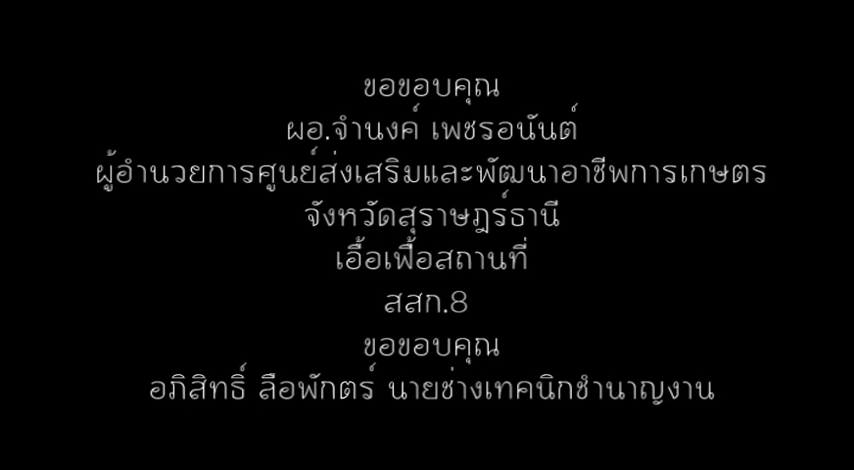 ขอขอบคุณ
ผอ.จำนงค์ เพชรอนันต์
ผู้อำนวยการศูนย์ส่งเสริมและพัฒนาอาชีพการเกษตร
จังหวัดสุราษฎร์ธานี
เอื้อเฟื้อสถานที่
สสก.8
ขอขอบคุณ
อภิสิทธิ์ ลือพักตร์ นายช่างเทคนิกชำนาญงาน